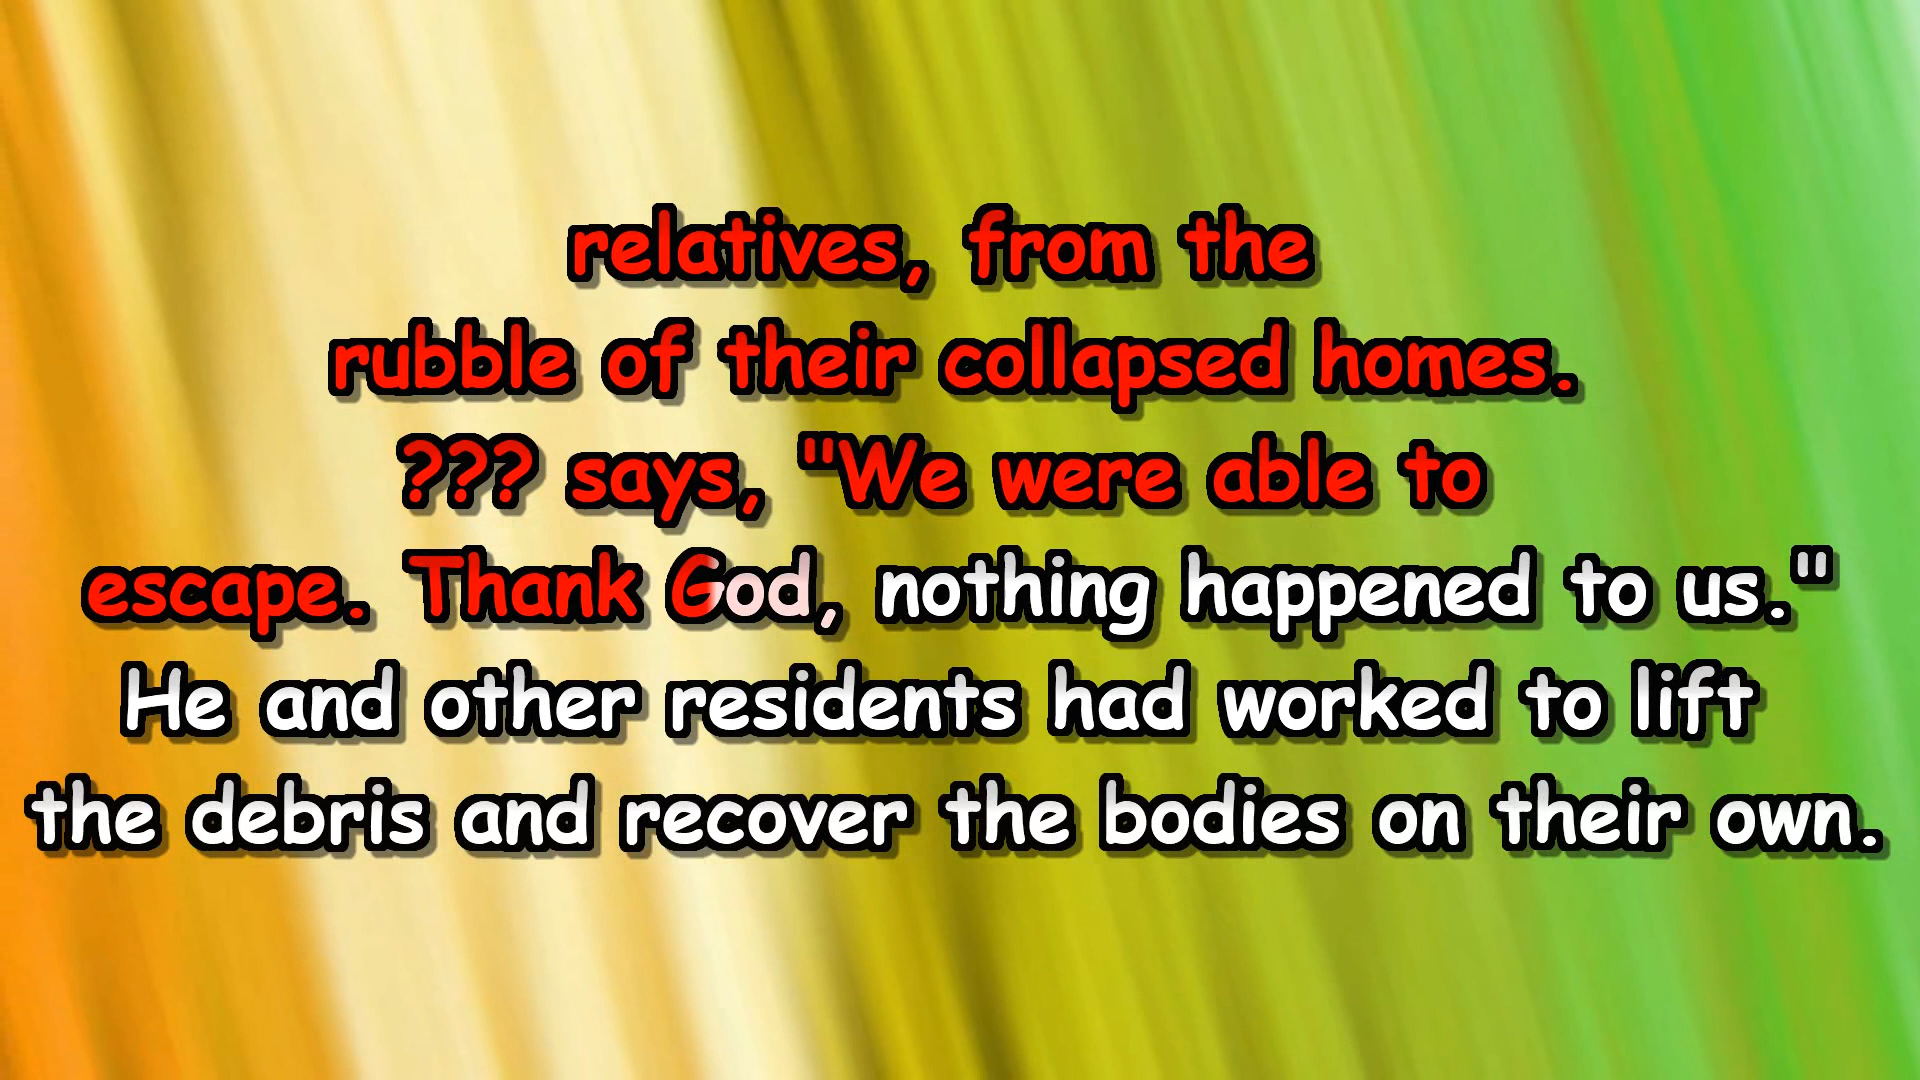 relatives, from the
rubble of their collapsed homes.
??? says, "We were able to
escape. Thank God, nothing happened to us."
He and other residents had worked to lift
the debris and recover the bodies on their own.